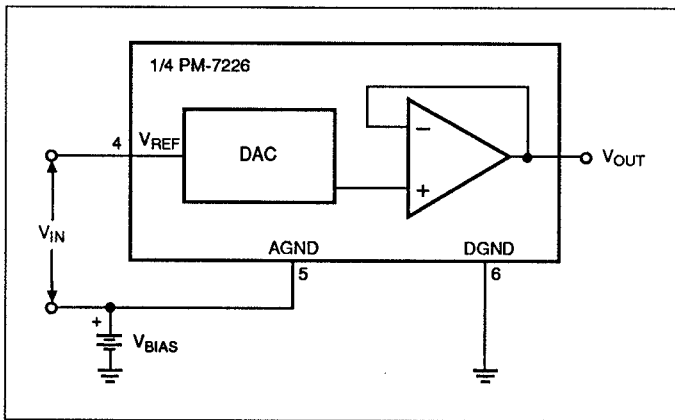 1/4 PM-7226
4
VREF
DAC
−
+
VOUT
VIN
AGND
DGND
5
6
+
VBIAS